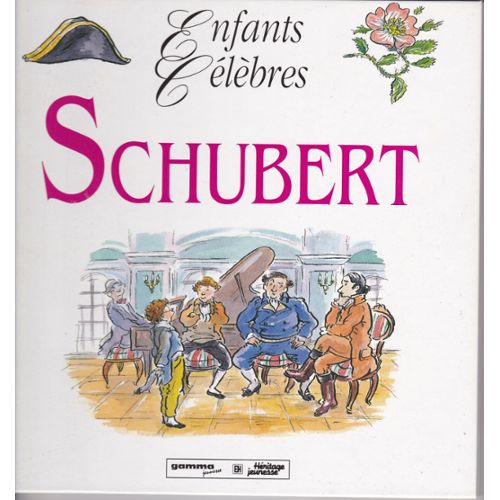 Enfants
Célèbres
SCHUBERT
gamma
jeunesse
Héritage
jeunesse